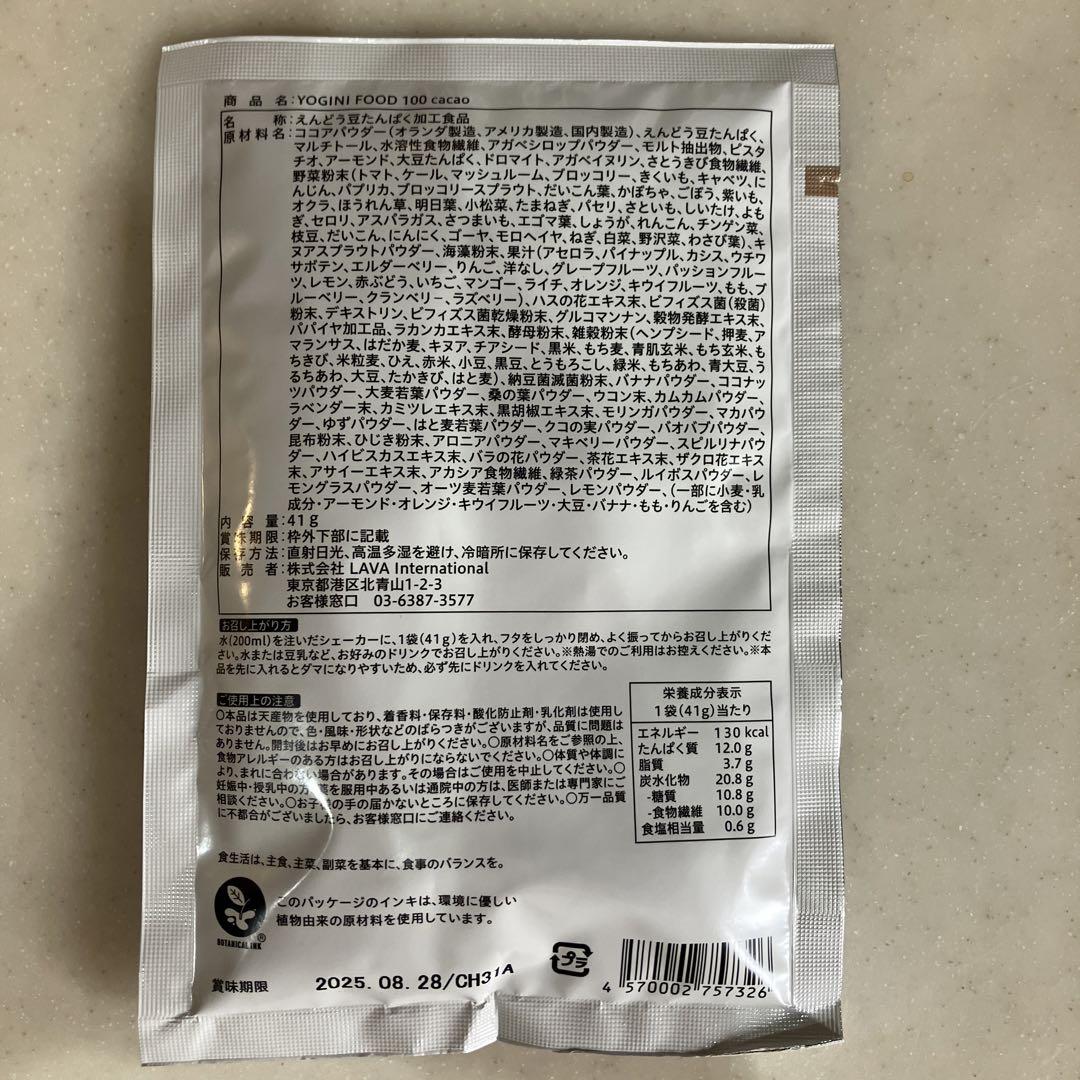 商品名:YOGINI FOOD 100 cacao
名称:えんどう豆たんぱく加工食品
原材料名:ココアパウダー(オランダ製造、アメリカ製造、国内製造)、えんどう豆たんぱく、
マルチトール、水溶性食物繊維、アガベシロップパウダー、モルト抽出物、ピスタ
チオ、アーモンド、大豆たんぱく、ドロマイト、アガベイヌリン、さとうきび食物繊維、
野菜粉末(トマト、ケール、マッシュルーム、ブロッコリー、きくいも、キャベツ、に
んじん、パプリカ、ブロッコリースプラウト、だいこん葉、かぼちゃ、ごぼう、紫いも、
オクラ、ほうれん草、明日葉、小松菜、たまねぎ、パセリ、さといも、しいたけ、よも
ぎ、セロリ、アスパラガス、さつまいも、エゴマ葉、しょうが、れんこん、チンゲン菜、
枝豆、だいこん、にんにく、ゴーヤ、モロヘイヤ、ねぎ、白菜、野沢菜、わさび葉)、キ
ヌアスプラウトパウダー、海藻粉末、果汁(アセロラ、パイナップル、カシス、ウチワ
サボテン、エルダーベリー、りんご、洋なし、グレープフルーツ、パッションフルー
ツ、レモン、赤ぶどう、いちご、マンゴー、ライチ、オレンジ、キウイフルーツ、もも、ブ
ルーベリー、クランベリー、ラズベリー)、ハスの花エキス末、ビフィズス菌(殺菌)
粉末、デキストリン、ビフィズス菌乾燥粉末、グルコマンナン、穀物発酵エキス末、
パパイヤ加工品、ラカンカエキス末、酵母粉末、雑穀粉末(ヘンプシード、押麦、ア
マランサス、はだか麦、キヌア、チアシード、黒米、もち麦、青肌玄米、もち玄米、も
ちきび、米粒麦、ひえ、赤米、小豆、黒豆、とうもろこし、緑米、もちあわ、青大豆、う
るちあわ、大豆、たかきび、はと麦)、納豆菌滅菌粉末、バナナパウダー、ココナッ
ツパウダー、大麦若葉パウダー、桑の葉パウダー、ウコン末、カムカムパウダー、
ラベンダー末、カミツレエキス末、黒胡椒エキス末、モリンガパウダー、マカパウ
ダー、ゆずパウダー、はと麦若葉パウダー、クコの実パウダー、バオバブパウダー、
昆布粉末、ひじき粉末、アロニアパウダー、マキベリーパウダー、スピルリナパウ
ダー、ハイビスカスエキス末、バラの花パウダー、茶花エキス末、ザクロ花エキス
末、アサイーエキス末、アカシア食物繊維、緑茶パウダー、ルイボスパウダー、レ
モングラスパウダー、オーツ麦若葉パウダー、レモンパウダー、(一部に小麦・乳
成分・アーモンド・オレンジ・キウイフルーツ・大豆・バナナ・もも・りんごを含む)
内容量:41g
賞味期限:枠外下部に記載
保存方法:直射日光、高温多湿を避け、冷暗所に保存してください。
販売者:株式会社 LAVA International
東京都港区北青山1-2-3
お客様窓口 03-6387-3577
お召し上がり方
水(200ml)を注いだシェーカーに、1袋(41g)を入れ、フタをしっかり閉め、よく振ってからお召し上がりくだ
さい。水または豆乳など、お好みのドリンクでお召し上がりください。※熱湯でのご利用はお控えください。※本
品を先に入れるとダマになりやすいため、必ず先にドリンクを入れてください。
ご使用上の注意
○本品は天産物を使用しており、着香料・保存料・酸化防止剤・乳化剤は使用し
ておりませんので、色・風味・形状などのばらつきがございますが、品質に問題は
ありません。開封後はお早めにお召し上がりください。○原材料名をご参照の上、
食物アレルギーのある方はお召し上がりにならないでください。○体質や体調に
より、まれに合わない場合があります。その場合はご使用を中止してください。○
妊娠中・授乳中の方、薬を服用中あるいは通院中の方は、医師または専門家にご
相談ください。○お子様の手の届かないところに保存してください。○万一品質
に不都合がございましたら、お客様窓口にご連絡ください。
栄養成分表示
1袋(41g)当たり
エネルギー 130 kcal
たんぱく質 12.0 g
脂質 3.7 g
炭水化物 20.8 g
-糖質 10.8 g
-食物繊維 10.0 g
食塩相当量 0.6 g
食生活は、主食、主菜、副菜を基本に、食事のバランスを。
このパッケージのインキは、環境に優しい
植物由来の原材料を使用しています。
BOTANICAL INK ®
賞味期限 2025. 08. 28/CH31A
プラ
4 570002 757326